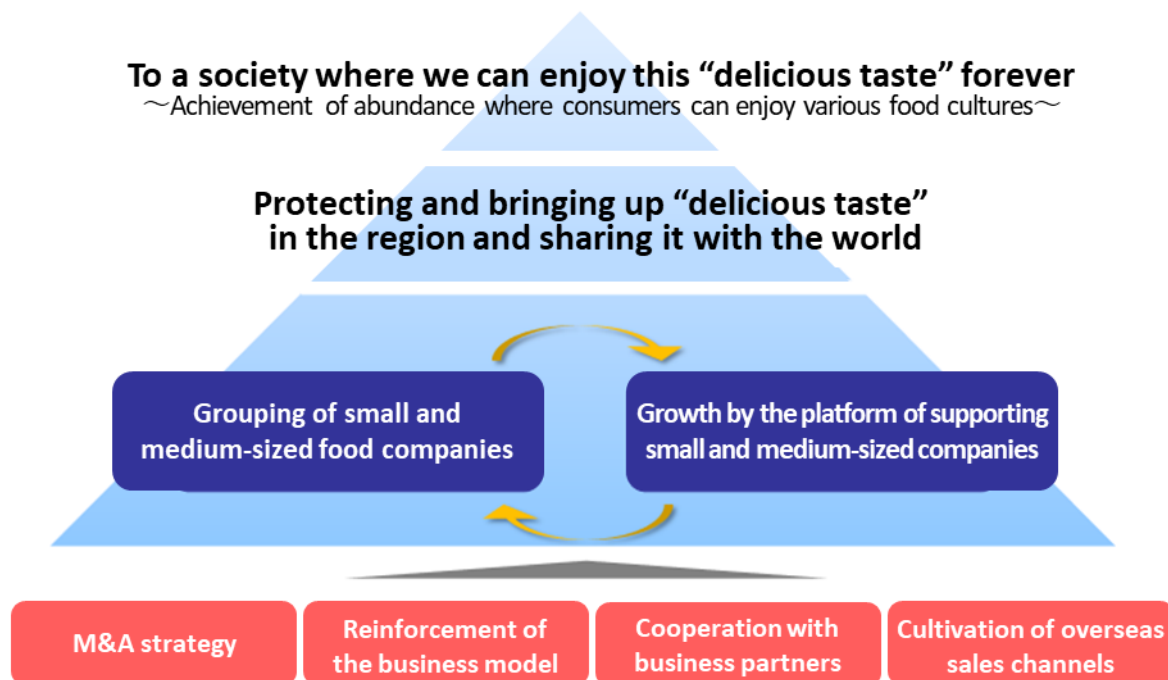 To a society where we can enjoy this “delicious taste” forever
～Achievement of abundance where consumers can enjoy various food cultures～
Protecting and bringing up “delicious taste”
in the region and sharing it with the world
Grouping of small and
medium-sized food companies
Growth by the platform of supporting
small and medium-sized companies
M&A strategy
Reinforcement of
the business model
Cooperation with
business partners
Cultivation of overseas
sales channels